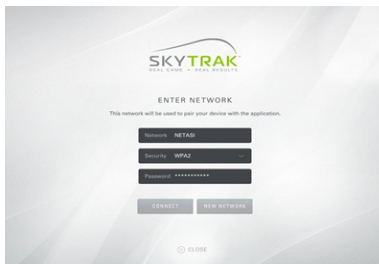 SKYTRAK
REAL GAME • REAL RESULTS
ENTER NETWORK
This network will be used to pair your device with the application.
Network NETASI
Security WPA2
Password ***********
CONNECT NEW NETWORK
CLOSE